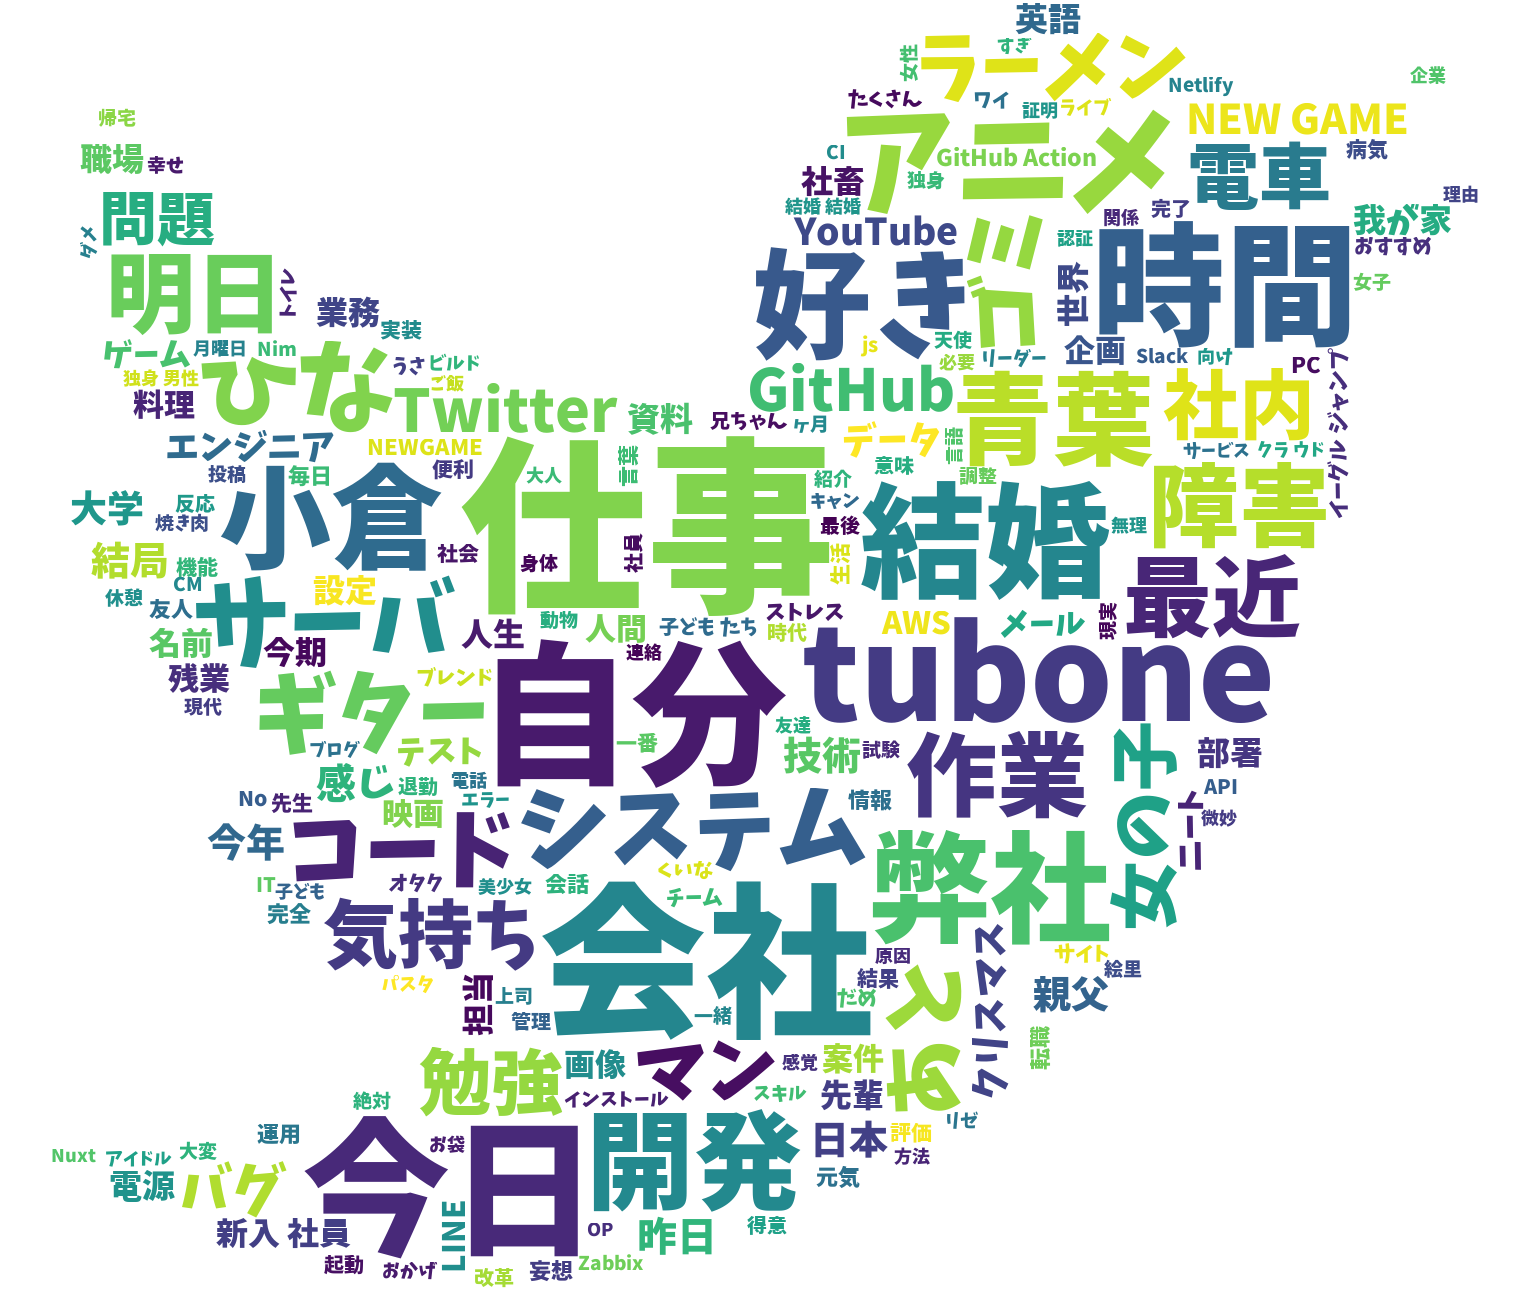 英語
ラーメン
すぎ
女性
企業
Netlify
たくさん
ワイ
証明
ライブ
NEW GAME
帰宅
アニメ
GitHub Action
CI
電車
病気
職場
幸せ
社畜
独身
理由
問題
結婚 結婚
YouTube
関係
完了
我が家
ダメ
認証
時間
おすすめ
明日
トイレ
好き
ゴミ
世界
女子
業務
実装
天使
企画
ゲーム
月曜日
Nim
うさ
ビルド
js
必要
リーダー
Slack
向け
PC
独身 男性
ひな
ご飯
GitHub
青葉
社内
イーグル ジャンプ
料理
Twitter
資料
兄ちゃん
ヶ月
データ
言語
エンジニア
NEWGAME
サービス
クラウド
投稿
毎日
小倉
便利
仕事
大人
言葉
紹介
意味
調整
障害
大学
反応
焼き肉
キャン
最後
結婚
無理
結局
機能
社会
身体
社員
生活
最近
CM
休憩
友人
サーバ
設定
動物
人間
子どもたち
ストレス
時代
AWS
メール
現実
名前
今期
人生
自分
連絡
tubone
残業
現代
ギター
ブレンド
友達
ブログ
テスト
一番
技術
試験
作業
女の子
部署
感じ
退勤
電話
エラー
API
No
先生
映画
システム
情報
ニート
微妙
今年
コード
弊社
IT
子ども
オタク
美少女
会話
くいな
チーム
完全
気持ち
会社
原因
クリスマス
サイト
絵里
パスタ
担当
上司
結果
だめ
親父
管理
一緒
ミス
転職
勉強
画像
マン
感覚
案件
絶対
インストール
スキル
先輩
リゼ
運用
今日
お袋
開発
日本
評価
方法
Nuxt
アイドル
大変
電源
バグ
元気
新入 社員
LINE
OP
昨日
得意
起動
おかげ
改革
妄想
Zabbix